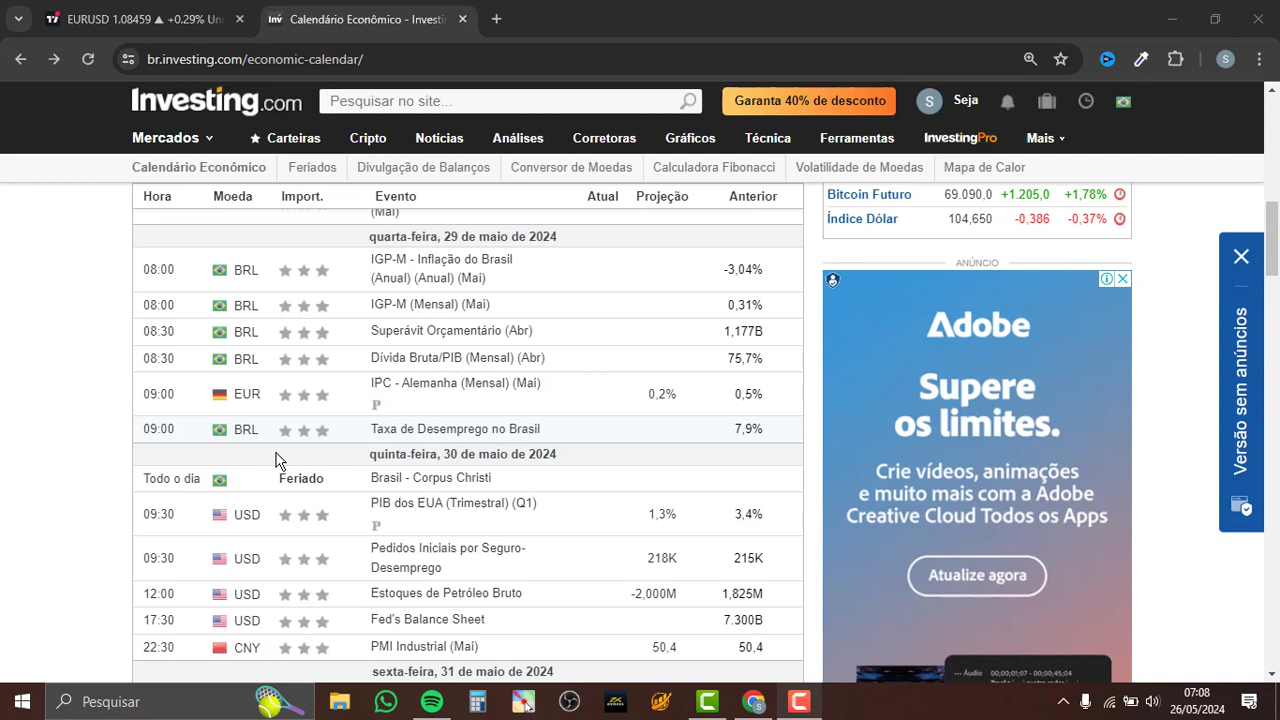 EURUSD 1.08459 ▲ +0.29% Un
Calendário Econômico - Investi
br.investing.com/economic-calendar/
S
Investing.com
Pesquisar no site...
Garanta 40% de desconto
S
Seja
Mercados
Carteiras
Cripto
Notícias
Análises
Corretoras
Gráficos
Técnica
Ferramentas
InvestingPro
Mais
Calendário Econômico
Feriados
Divulgação de Balanços
Conversor de Moedas
Calculadora Fibonacci
Volatilidade de Moedas
Mapa de Calor
Hora Moeda Import. Evento Atual Projeção Anterior
(Mai)
quarta-feira, 29 de maio de 2024
08:00 BRL IGP-M - Inflação do Brasil
(Anual) (Anual) (Mai) -3,04%
08:00 BRL IGP-M (Mensal) (Mai) 0,31%
08:30 BRL Superávit Orçamentário (Abr) 1,177B
08:30 BRL Dívida Bruta/PIB (Mensal) (Abr) 75,7%
09:00 EUR IPC - Alemanha (Mensal) (Mai) 0,2% 0,5%
P
09:00 BRL Taxa de Desemprego no Brasil 7,9%
quinta-feira, 30 de maio de 2024
Todo o dia Feriado Brasil - Corpus Christi
09:30 USD PIB dos EUA (Trimestral) (Q1) 1,3% 3,4%
P
09:30 USD Pedidos Iniciais por Seguro-
Desemprego 218K 215K
12:00 USD Estoques de Petróleo Bruto -2,000M 1,825M
17:30 USD Fed's Balance Sheet 7.300B
22:30 CNY PMI Industrial (Mai) 50,4 50,4
sexta-feira, 31 de maio de 2024
Bitcoin Futuro 69.090,0 +1.205,0 +1,78%
Índice Dólar 104,650 -0,386 -0,37%
ANÚNCIO
Adobe
Supere
os limites.
Crie vídeos, animações
e muito mais com a Adobe
Creative Cloud Todos os Apps
Atualize agora
--- Áudio 00;00;01;07 - 00;00;45;04
Versão sem anúncios
Pesquisar
07:08
26/05/2024